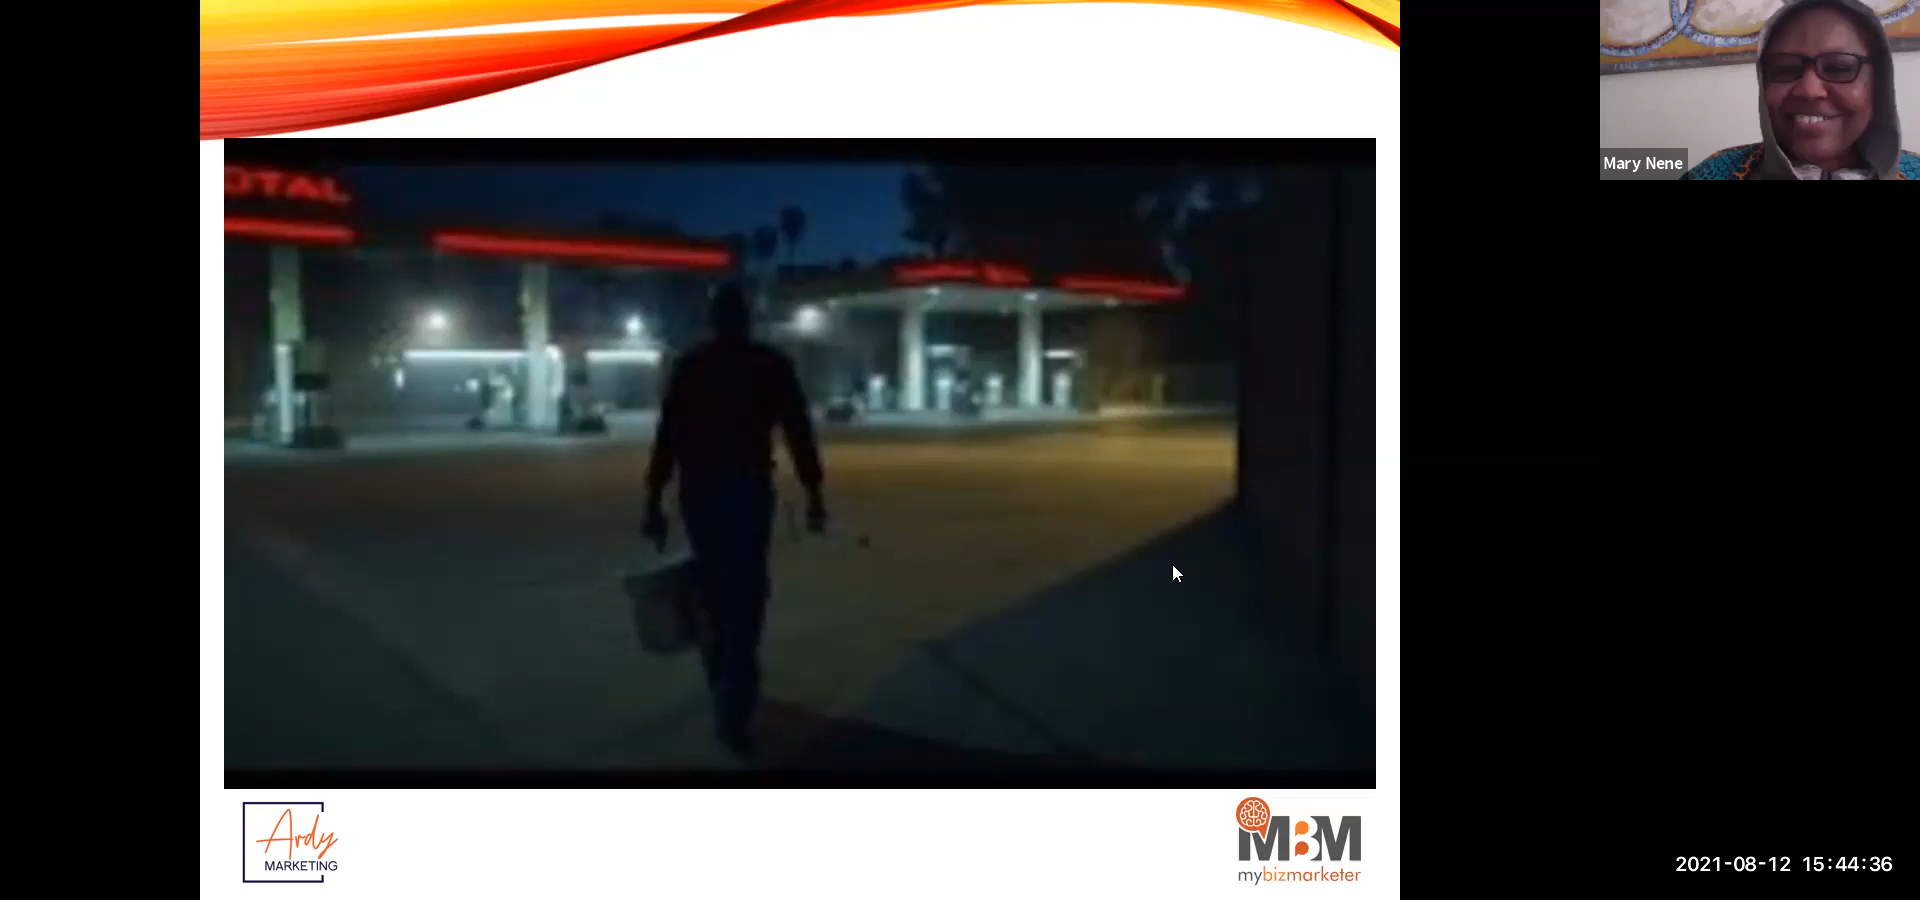 OTAL
Mary Nene
Ardy
MARKETING
MBM
mybizmarketer
2021-08-12 15:44:36